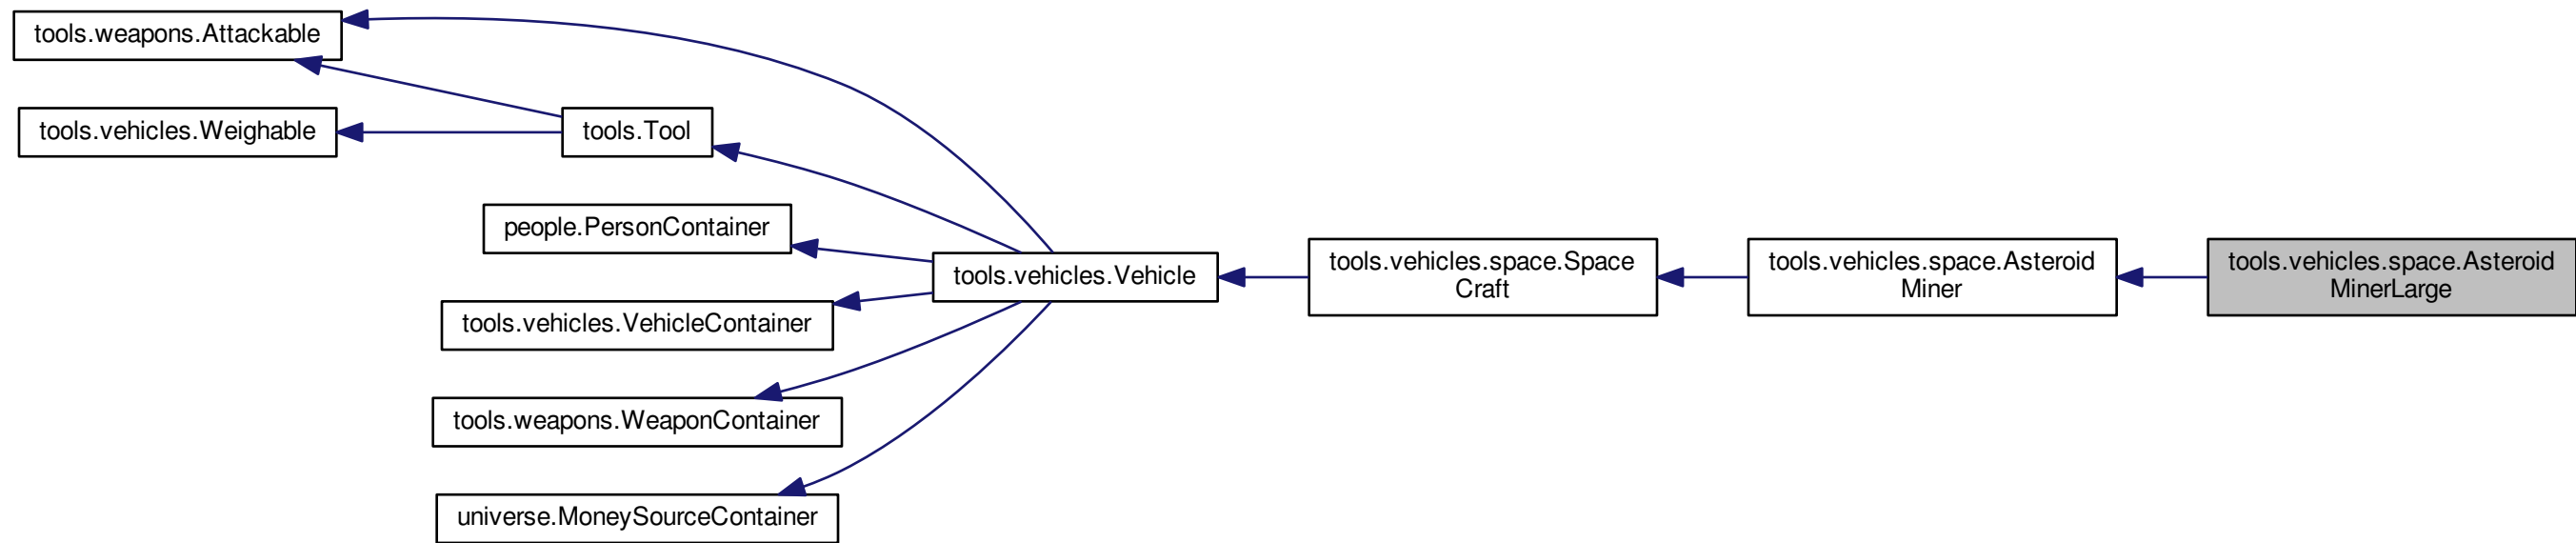 tools.weapons.Attackable
tools.vehicles.Weighable
tools.Tool
people.PersonContainer
tools.vehicles.VehicleContainer
tools.weapons.WeaponContainer
universe.MoneySourceContainer
tools.vehicles.Vehicle
tools.vehicles.space.Space
Craft
tools.vehicles.space.Asteroid
Miner
tools.vehicles.space.Asteroid
MinerLarge